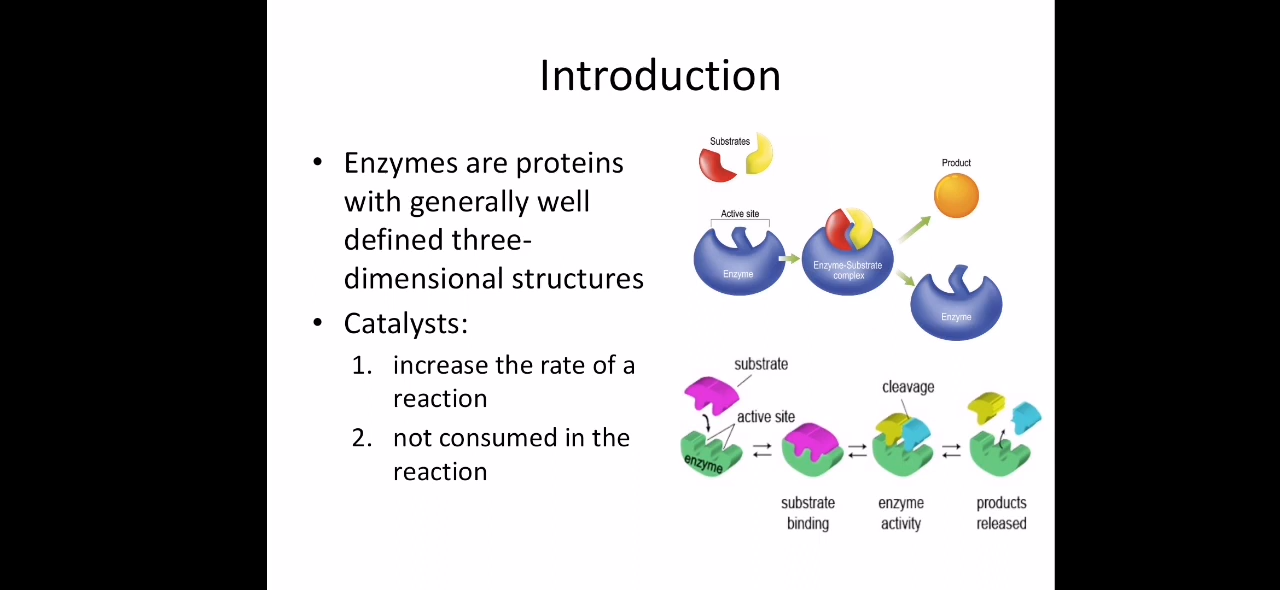 Introduction
• Enzymes are proteins
with generally well
defined three-
dimensional structures
• Catalysts:
1. increase the rate of a
reaction
2. not consumed in the
reaction
Substrates
Product
Active site
Enzyme
Enzyme-Substrate
complex
Enzyme
substrate
active site
enzyme
cleavage
substrate
binding
enzyme
activity
products
released